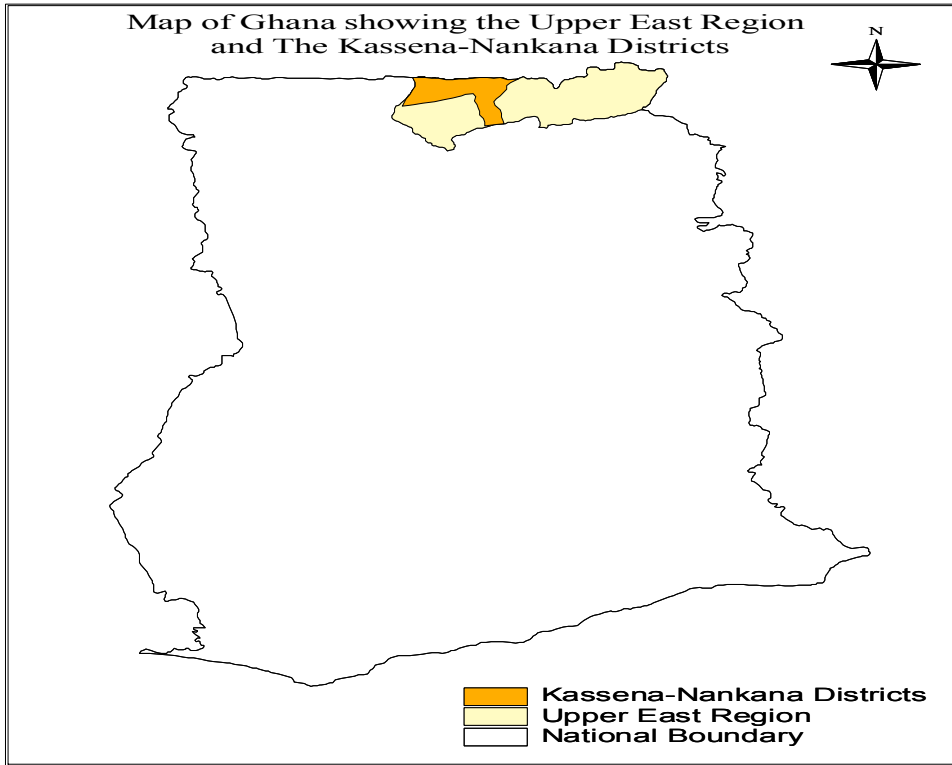 Map of Ghana showing the Upper East Region
and The Kassena-Nankana Districts
N
Kassena-Nankana Districts
Upper East Region
National Boundary